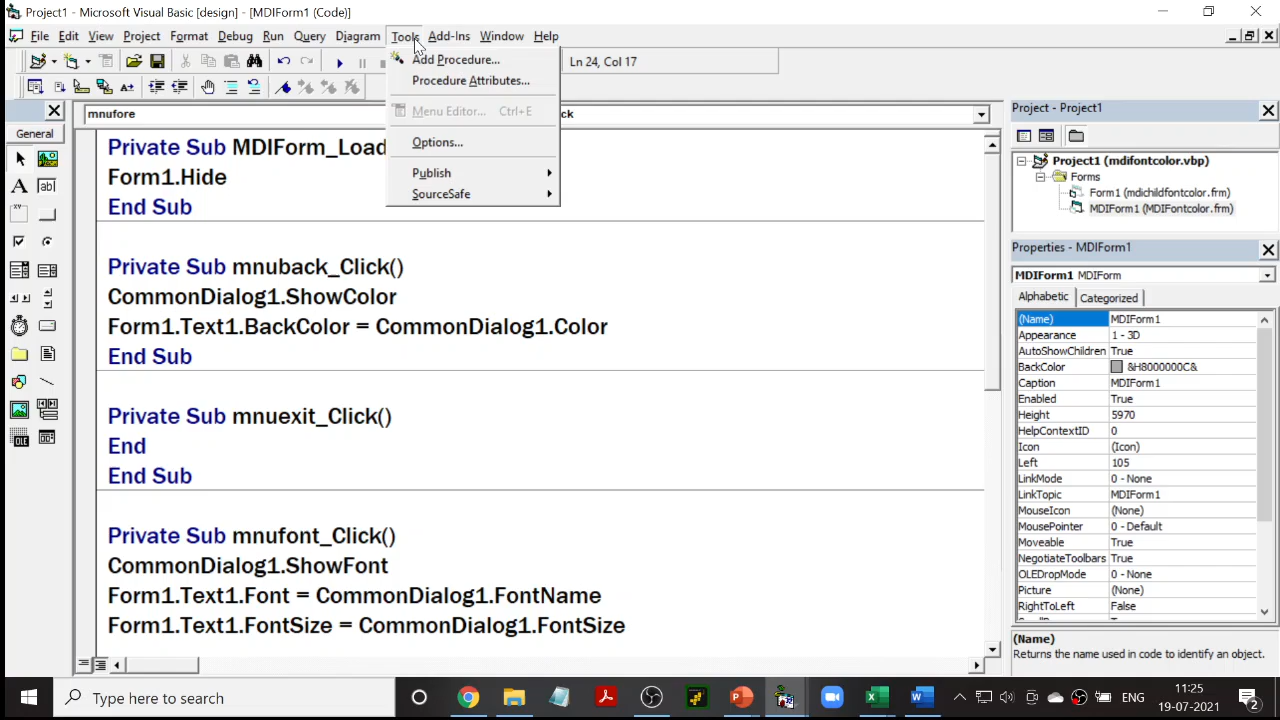 Project1 - Microsoft Visual Basic [design] - [MDIForm1 (Code)]
File Edit View Project Format Debug Run Query Diagram Tools Add-Ins Window Help
Add Procedure...
Procedure Attributes...
Menu Editor... Ctrl+E
Options...
Publish
SourceSafe
Ln 24, Col 17
General
mnufore
ck
Private Sub MDIForm_Load
Form1.Hide
End Sub
Private Sub mnuback_Click()
CommonDialog1.ShowColor
Form1.Text1.BackColor = CommonDialog1.Color
End Sub
Private Sub mnuexit_Click()
End
End Sub
Private Sub mnufont_Click()
CommonDialog1.ShowFont
Form1.Text1.Font = CommonDialog1.FontName
Form1.Text1.FontSize = CommonDialog1.FontSize
Project - Project1
Project1 (mdifontcolor.vbp)
Forms
Form1 (mdichildfontcolor.frm)
MDIForm1 (MDIFontcolor.frm)
Properties - MDIForm1
MDIForm1 MDIForm
Alphabetic Categorized
(Name) MDIForm1
Appearance 1 - 3D
AutoShowChildren True
BackColor &H8000000C&
Caption MDIForm1
Enabled True
Height 5970
HelpContextID 0
Icon (Icon)
Left 105
LinkMode 0 - None
LinkTopic MDIForm1
MouseIcon (None)
MousePointer 0 - Default
Moveable True
NegotiateToolbars True
OLEDropMode 0 - None
Picture (None)
RightToLeft False
(Name)
Returns the name used in code to identify an object.
Type here to search
ENG
11:25
19-07-2021
2